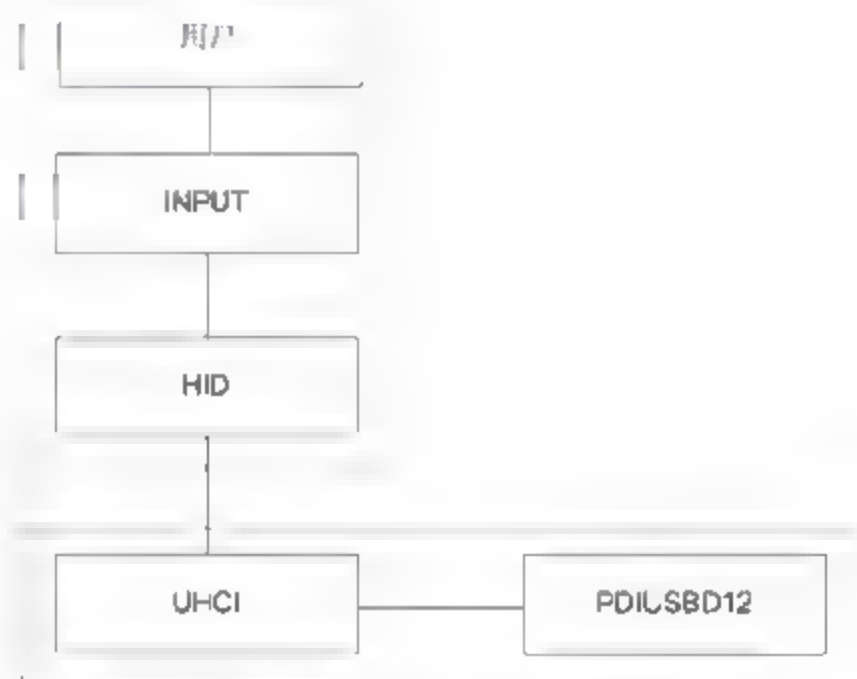 用户
INPUT
HID
UHCI
PDIUSBD12